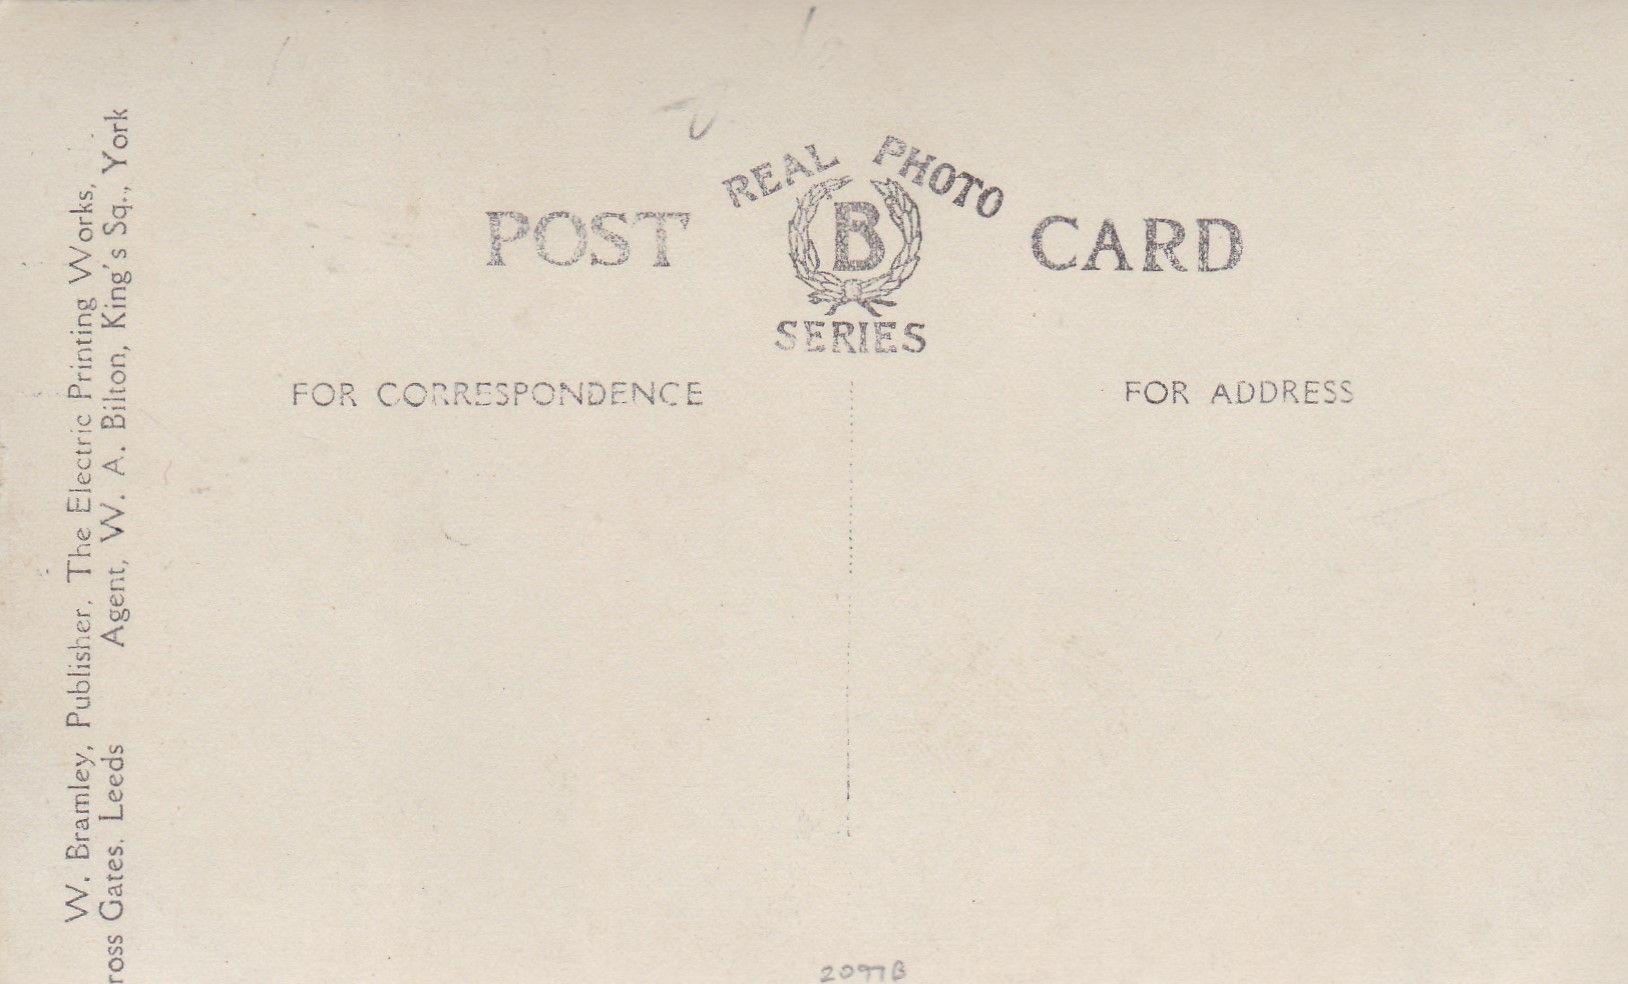 REAL PHOTO
POST B CARD
SERIES
FOR CORRESPONDENCE FOR ADDRESS
W. Bramley, Publisher, The Electric Printing Works,
ross Gates, Leeds Agent, W. A. Bilton, King's Sq., York
2097B